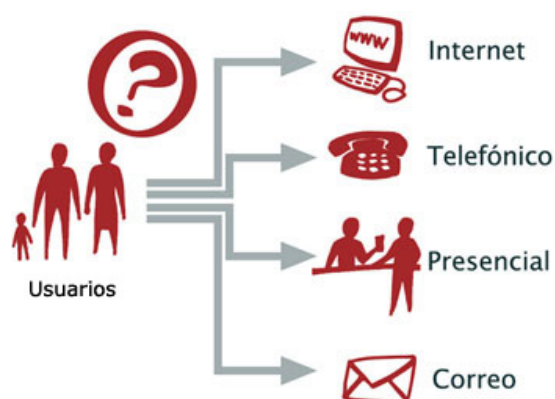 WWW
Internet
Telefónico
Usuarios
Presencial
Correo